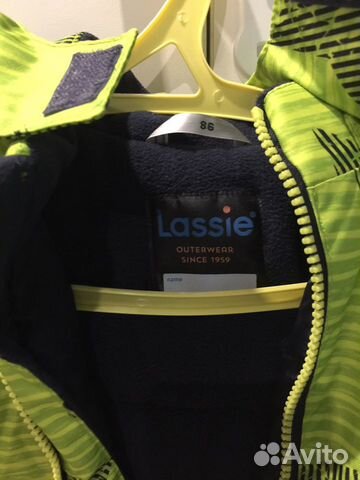 86
Lassie®
OUTERWEAR
SINCE 1959
name
Avito